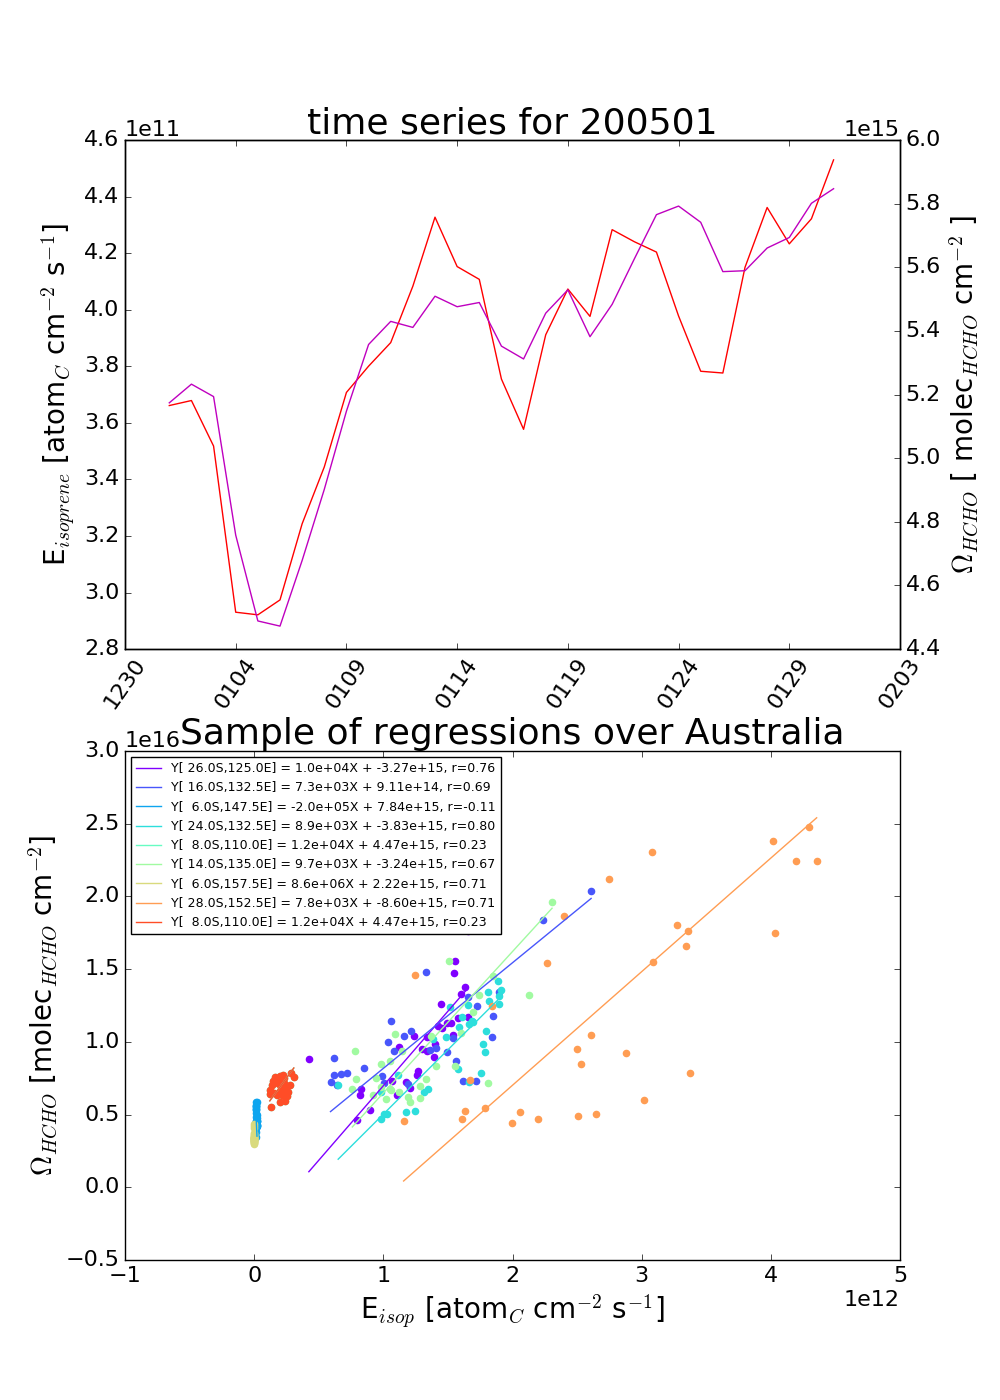 time series for 200501
1e11
1e15
4.6
4.4
4.2
4.0
3.8
3.6
3.4
3.2
3.0
2.8
E_{isoprene} [atom_C cm^{-2} s^{-1}]
6.0
5.8
5.6
5.4
5.2
5.0
4.8
4.6
4.4
Ω_{HCHO} [ molec_{HCHO} cm^{-2} ]
1230
0104
0109
0114
0119
0124
0129
0203
Sample of regressions over Australia
1e16
3.0
2.5
2.0
1.5
1.0
0.5
0.0
−0.5
Ω_{HCHO} [molec_{HCHO} cm^{-2}]
Y[ 26.0S,125.0E] = 1.0e+04X + -3.27e+15, r=0.76
Y[ 16.0S,132.5E] = 7.3e+03X + 9.11e+14, r=0.69
Y[  6.0S,147.5E] = -2.0e+05X + 7.84e+15, r=-0.11
Y[ 24.0S,132.5E] = 8.9e+03X + -3.83e+15, r=0.80
Y[  8.0S,110.0E] = 1.2e+04X + 4.47e+15, r=0.23
Y[ 14.0S,135.0E] = 9.7e+03X + -3.24e+15, r=0.67
Y[  6.0S,157.5E] = 8.6e+06X + 2.22e+15, r=0.71
Y[ 28.0S,152.5E] = 7.8e+03X + -8.60e+15, r=0.71
Y[  8.0S,110.0E] = 1.2e+04X + 4.47e+15, r=0.23
−1
0
1
2
3
4
5
1e12
E_{isop} [atom_C cm^{-2} s^{-1}]